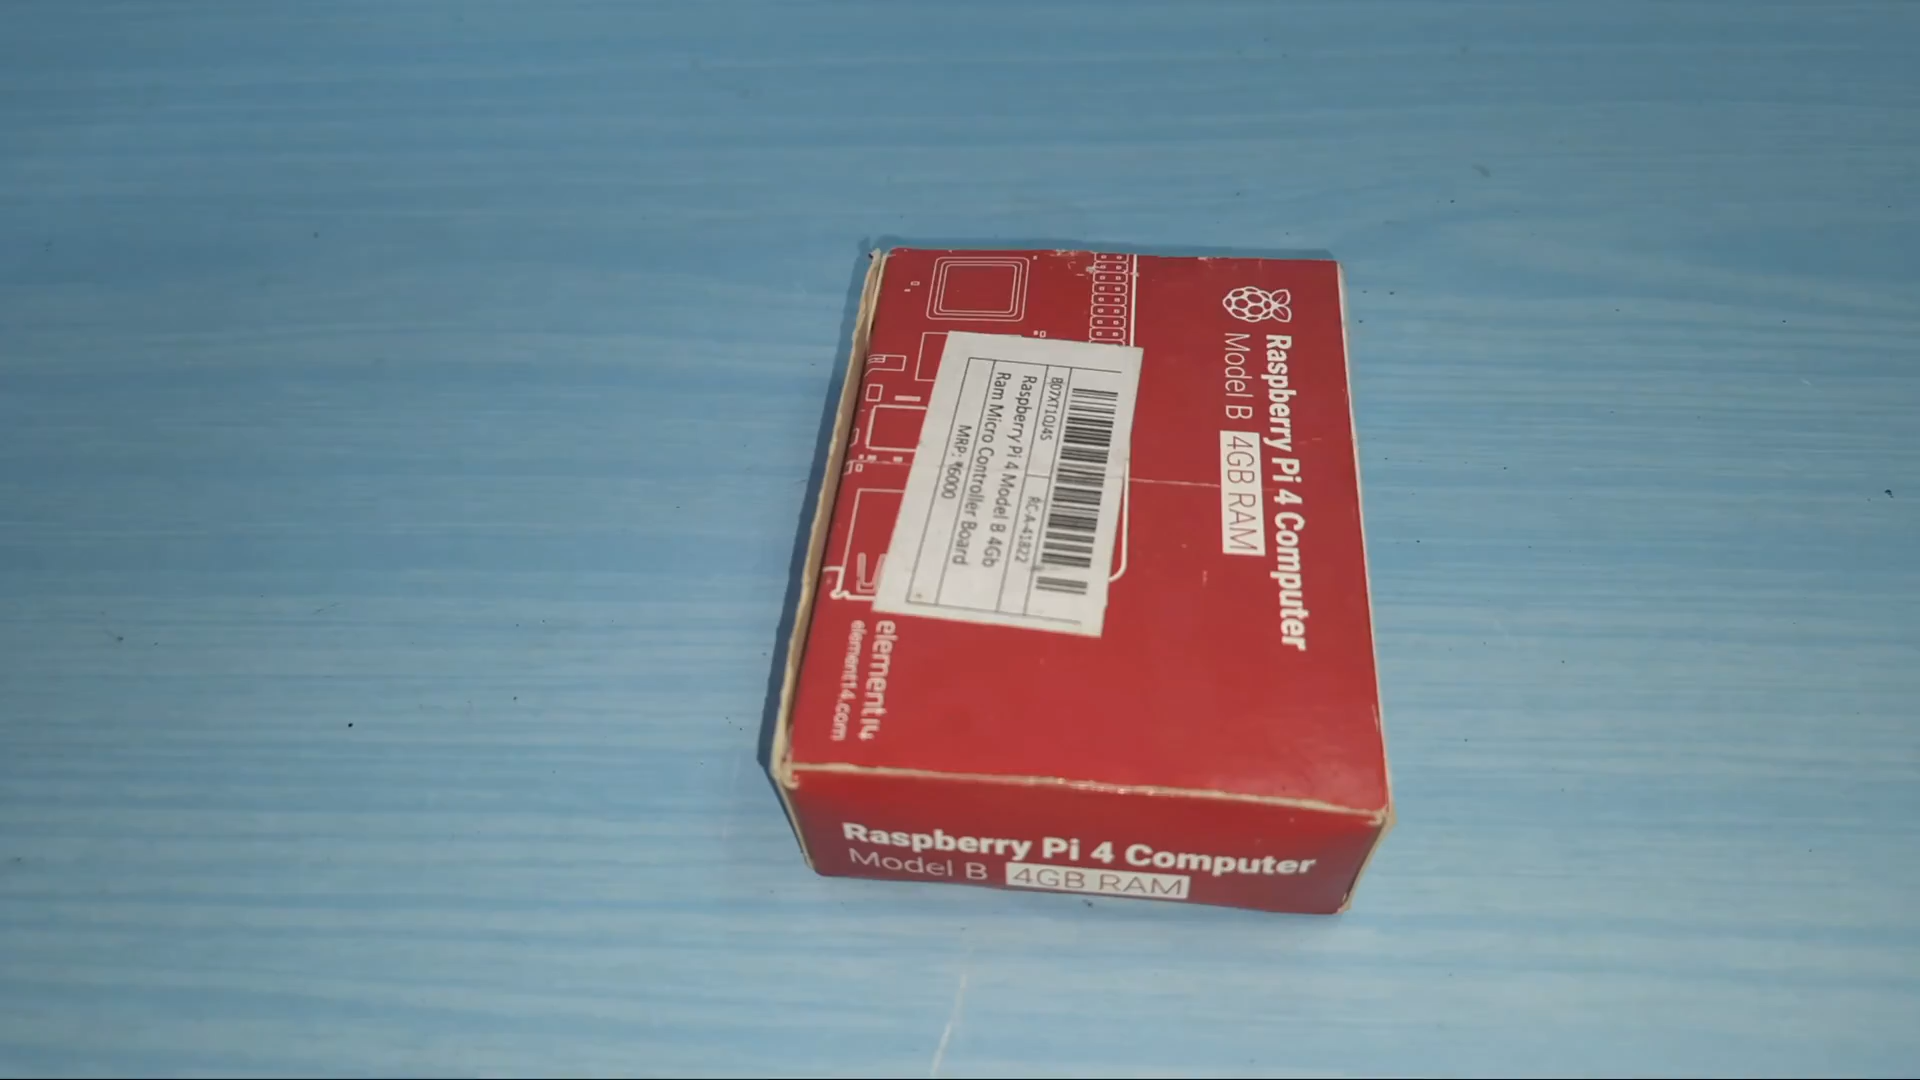 Raspberry Pi 4 Computer
Model B 4GB RAM
B07XT1QJ4S RC-A-41822
Raspberry Pi 4 Model B 4Gb
Ram Micro Controller Board
MRP: ₹6000
element14
element14.com
Raspberry Pi 4 Computer
Model B 4GB RAM